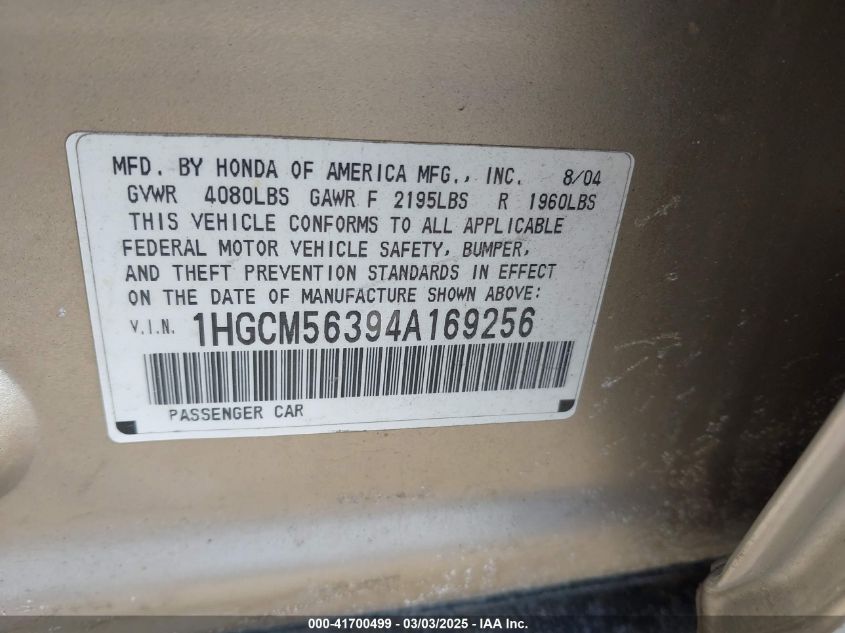 MFD. BY HONDA OF AMERICA MFG., INC. 8/04
GVWR 4080LBS GAWR F 2195LBS R 1960LBS
THIS VEHICLE CONFORMS TO ALL APPLICABLE
FEDERAL MOTOR VEHICLE SAFETY, BUMPER,
AND THEFT PREVENTION STANDARDS IN EFFECT
ON THE DATE OF MANUFACTURE SHOWN ABOVE:
V.I.N. 1HGCM56394A169256
PASSENGER CAR
000-41700499 - 03/03/2025 - IAA Inc.